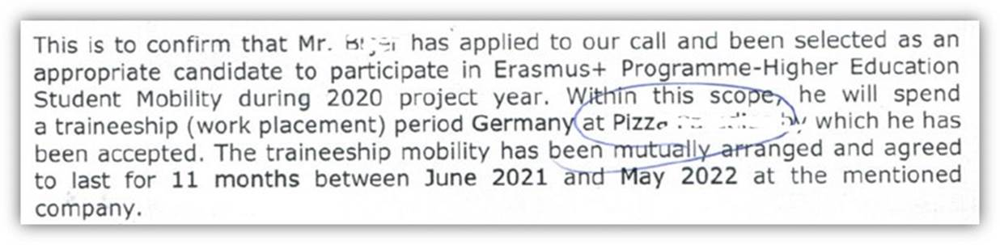 This is to confirm that Mr. has applied to our call and been selected as an
appropriate candidate to participate in Erasmus+ Programme-Higher Education
Student Mobility during 2020 project year. Within this scope, he will spend
a traineeship (work placement) period Germany at by which he has
been accepted. The traineeship mobility has been mutually arranged and agreed
to last for 11 months between June 2021 and May 2022 at the mentioned
company.